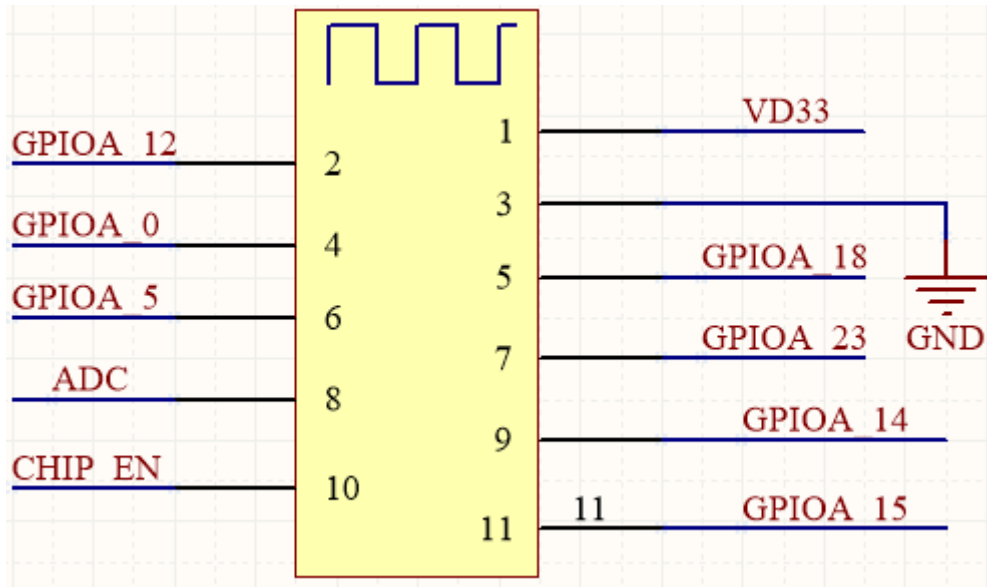 VD33
1
GPIOA_12
2
3
GPIOA_0
4
GPIOA_18
5
GPIOA_5
6
GND
GPIOA_23
7
ADC
8
GPIOA_14
9
CHIP_EN
10
11
11
GPIOA_15